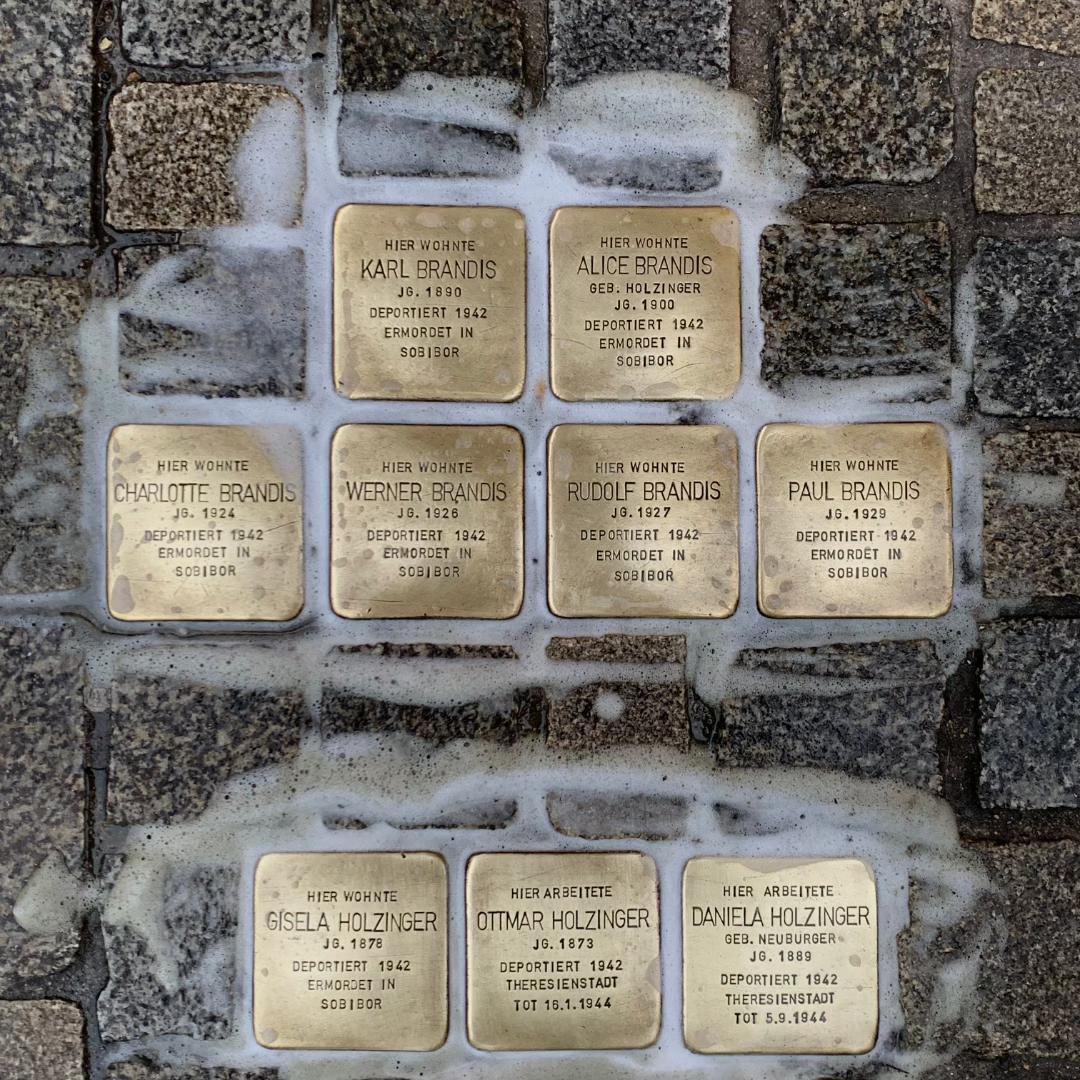 HIER WOHNTE
KARL BRANDIS
JG. 1890
DEPORTIERT 1942
ERMORDET IN
SOBIBOR
HIER WOHNTE
ALICE BRANDIS
GEB. HOLZINGER
JG. 1900
DEPORTIERT 1942
ERMORDET IN
SOBIBOR
HIER WOHNTE
CHARLOTTE BRANDIS
JG. 1924
DEPORTIERT 1942
ERMORDET IN
SOBIBOR
HIER WOHNTE
WERNER BRANDIS
JG. 1926
DEPORTIERT 1942
ERMORDET IN
SOBIBOR
HIER WOHNTE
RUDOLF BRANDIS
JG. 1927
DEPORTIERT 1942
ERMORDET IN
SOBIBOR
HIER WOHNTE
PAUL BRANDIS
JG. 1929
DEPORTIERT 1942
ERMORDET IN
SOBIBOR
HIER WOHNTE
GISELA HOLZINGER
JG. 1878
DEPORTIERT 1942
ERMORDET IN
SOBIBOR
HIER ARBEITETE
OTTMAR HOLZINGER
JG. 1873
DEPORTIERT 1942
THERESIENSTADT
TOT 16.1.1944
HIER ARBEITETE
DANIELA HOLZINGER
GEB. NEUBURGER
JG. 1889
DEPORTIERT 1942
THERESIENSTADT
TOT 5.9.1944